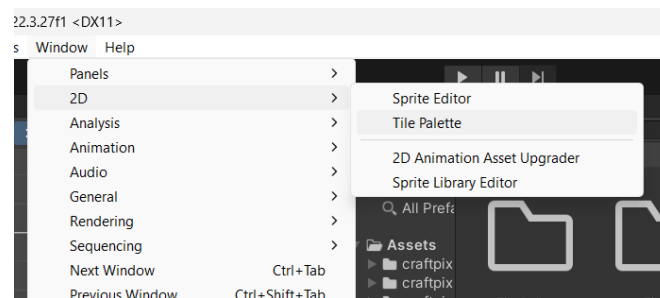 22.3.27f1 <DX11>
s Window Help
Panels >
2D >
Analysis >
Animation >
Audio >
General >
Rendering >
Sequencing >
Next Window Ctrl+Tab
Previous Window Ctrl+Shift+Tab
Sprite Editor
Tile Palette
2D Animation Asset Upgrader
Sprite Library Editor
All Prefa
Assets
craftpix
craftpix